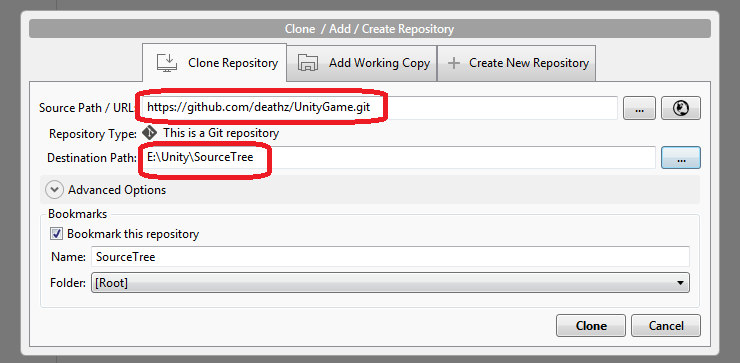 Clone / Add / Create Repository
Clone Repository
Add Working Copy
Create New Repository
Source Path / URL: https://github.com/deathz/UnityGame.git ...
Repository Type: This is a Git repository
Destination Path: E:\Unity\SourceTree ...
Advanced Options
Bookmarks
Bookmark this repository
Name: SourceTree
Folder: [Root]
Clone Cancel